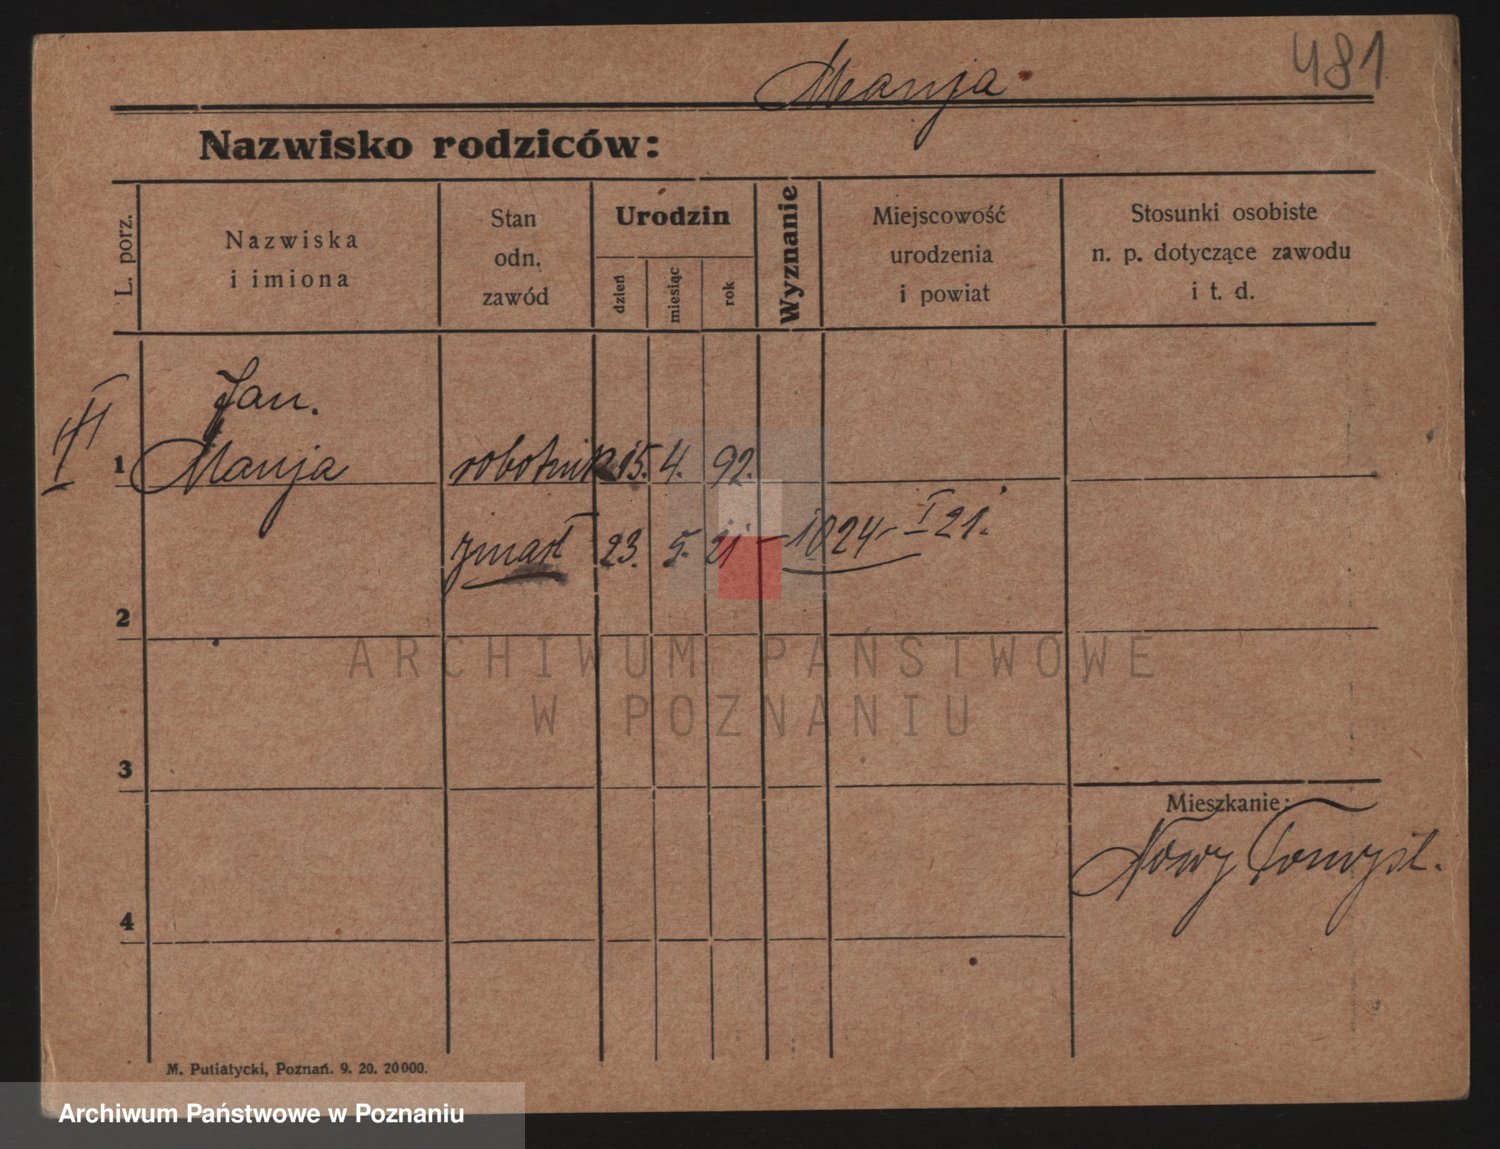 481
Manja
Nazwisko rodziców:
L. porz.
Nazwiska
i imiona
Stan
odn.
zawód
Urodzin
dzień
miesiąc
rok
Wyznanie
Miejscowość
urodzenia
i powiat
Stosunki osobiste
n. p. dotyczące zawodu
i t. d.
Jan.
1 Manja robotnik 15. 4. 92.
zmarł 23. 5. 21 – 1024 – I 21.
2
ARCHIWUM PAŃSTWOWE
W POZNANIU
3
Mieszkanie:
Nowy Tomyśl.
4
M. Putiatycki, Poznań. 9. 20. 20000.
Archiwum Państwowe w Poznaniu